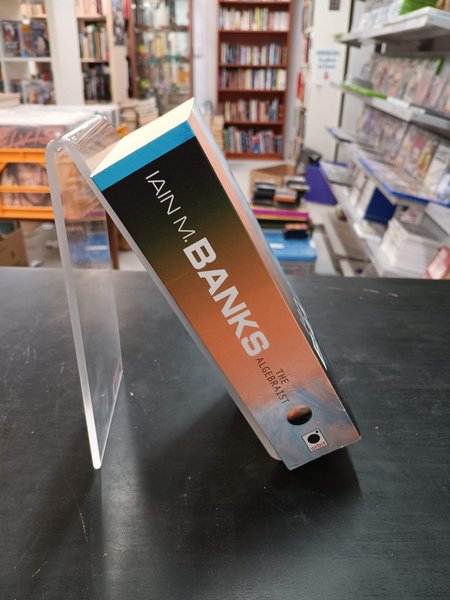 IAIN M.
BANKS
THE
ALGEBRAIST